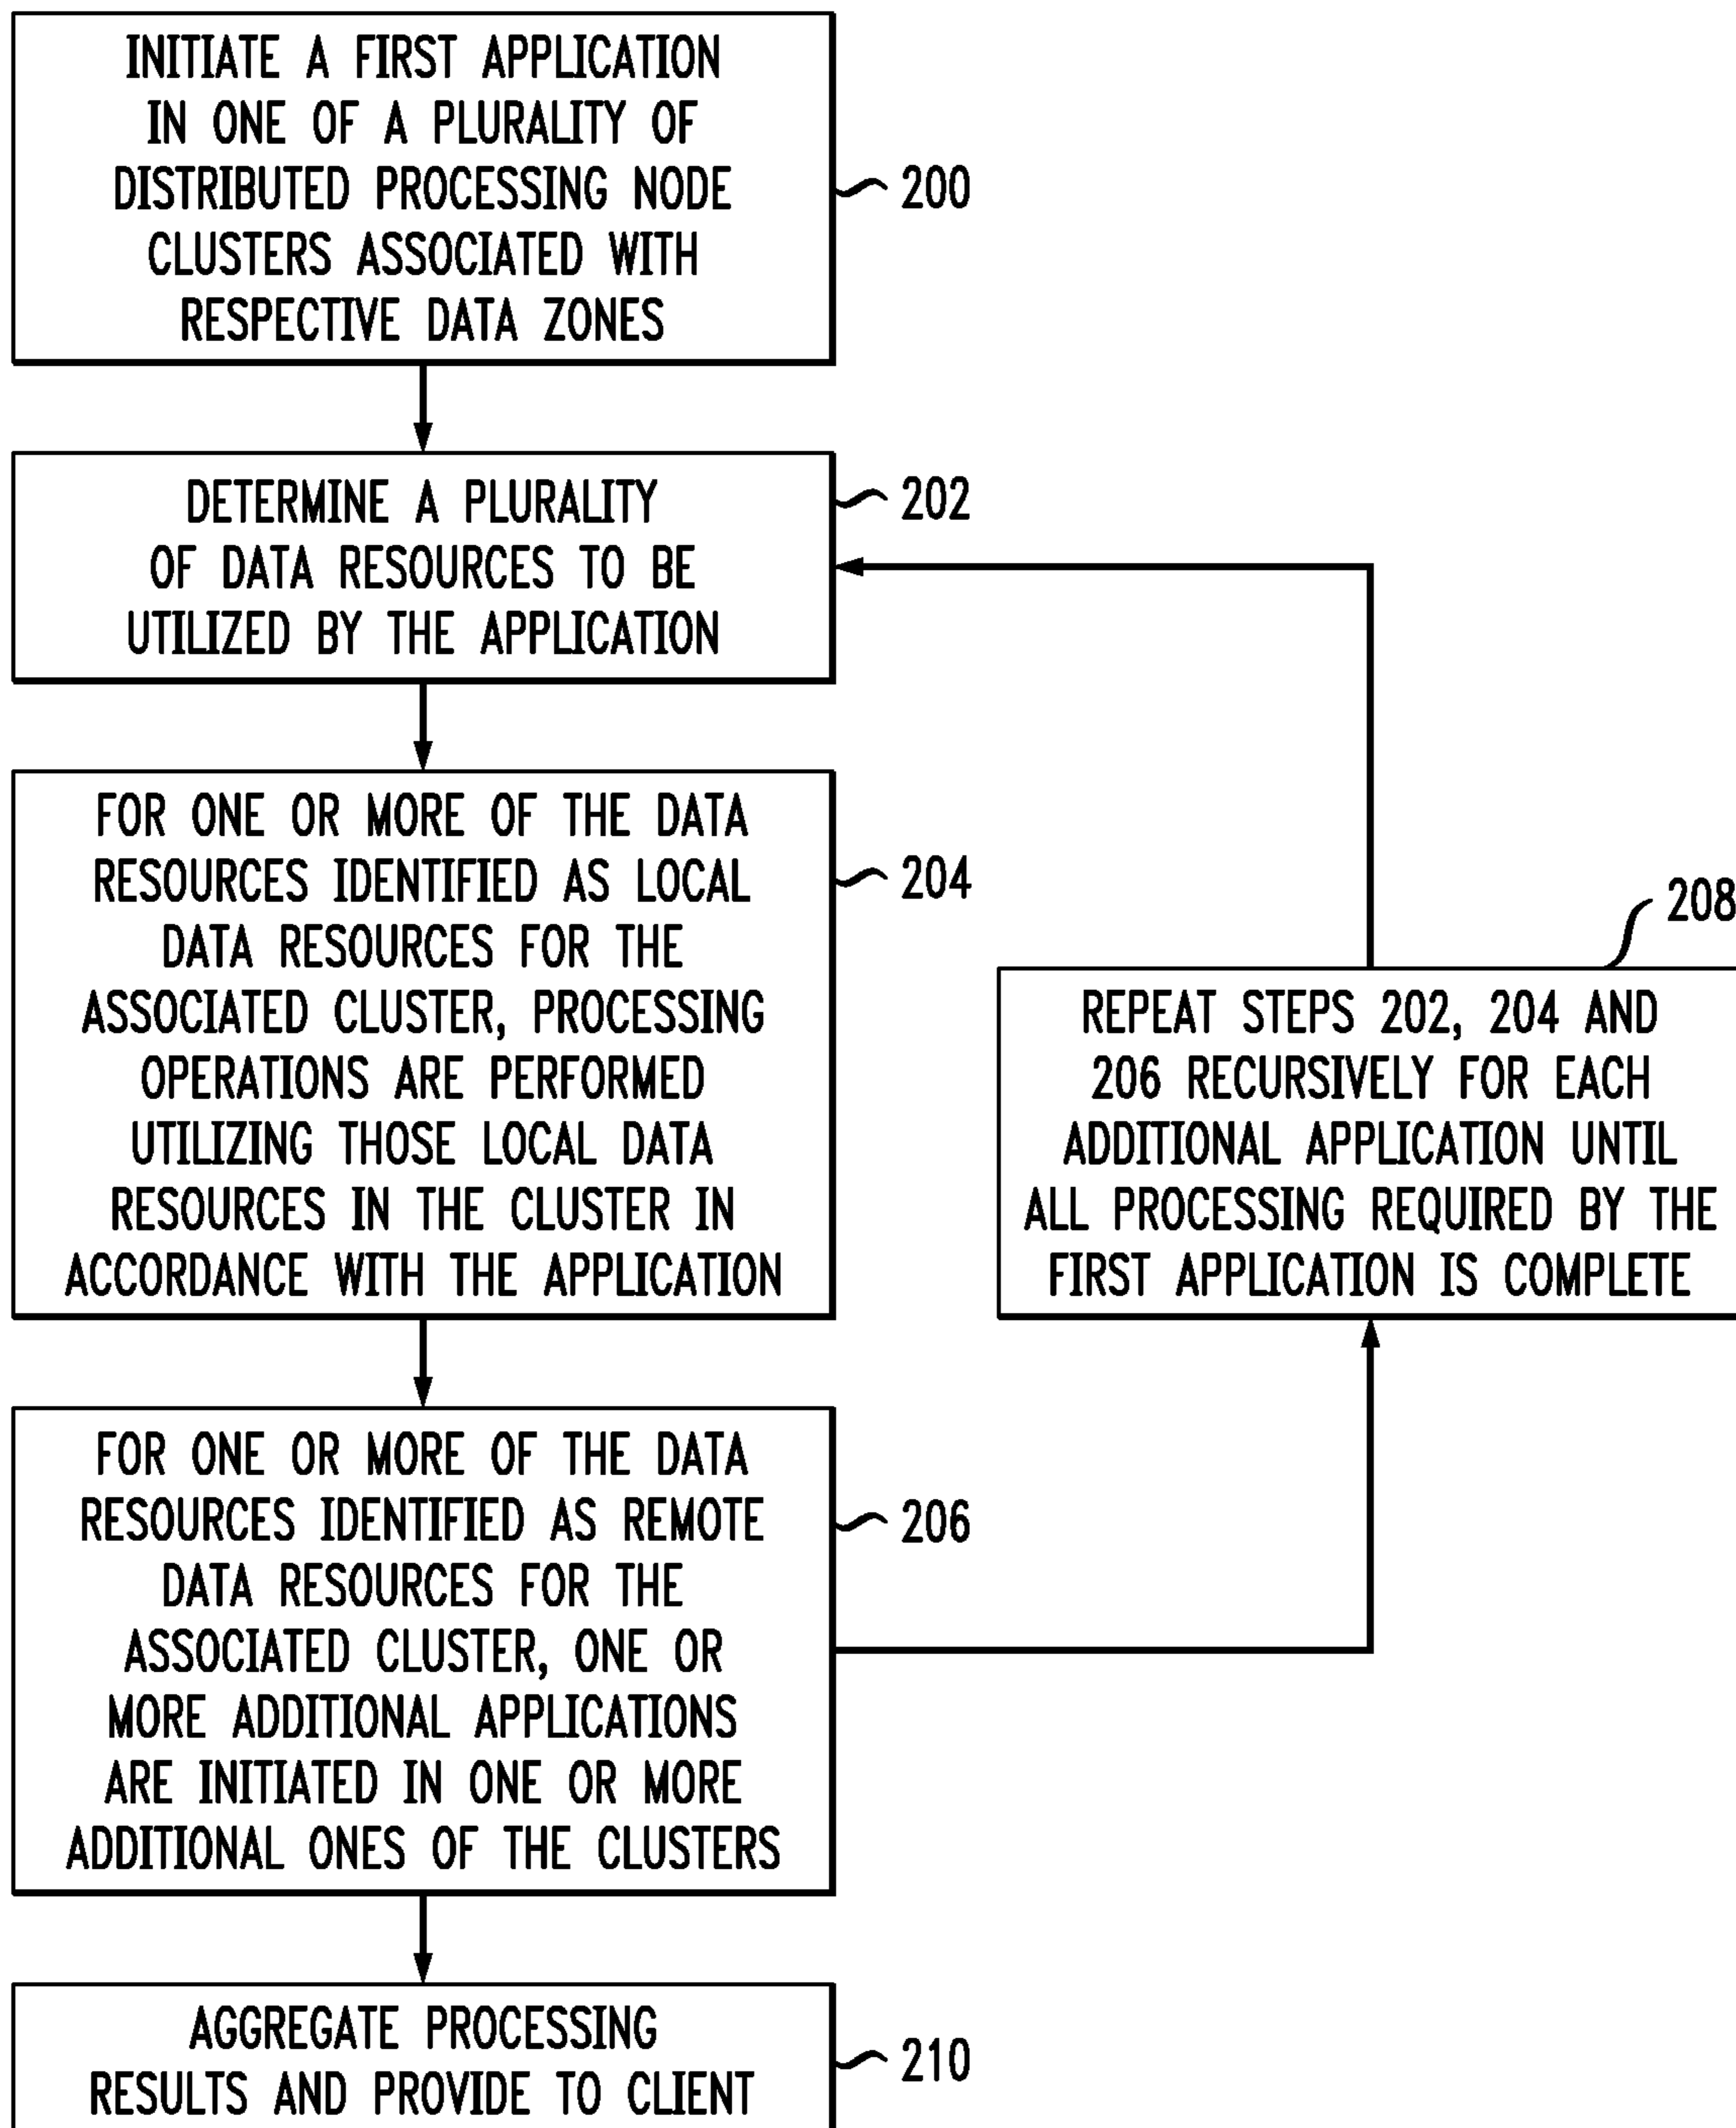 INITIATE A FIRST APPLICATION
IN ONE OF A PLURALITY OF
DISTRIBUTED PROCESSING NODE
CLUSTERS ASSOCIATED WITH
RESPECTIVE DATA ZONES
200
DETERMINE A PLURALITY
OF DATA RESOURCES TO BE
UTILIZED BY THE APPLICATION
202
FOR ONE OR MORE OF THE DATA
RESOURCES IDENTIFIED AS LOCAL
DATA RESOURCES FOR THE
ASSOCIATED CLUSTER, PROCESSING
OPERATIONS ARE PERFORMED
UTILIZING THOSE LOCAL DATA
RESOURCES IN THE CLUSTER IN
ACCORDANCE WITH THE APPLICATION
204
208
REPEAT STEPS 202, 204 AND
206 RECURSIVELY FOR EACH
ADDITIONAL APPLICATION UNTIL
ALL PROCESSING REQUIRED BY THE
FIRST APPLICATION IS COMPLETE
FOR ONE OR MORE OF THE DATA
RESOURCES IDENTIFIED AS REMOTE
DATA RESOURCES FOR THE
ASSOCIATED CLUSTER, ONE OR
MORE ADDITIONAL APPLICATIONS
ARE INITIATED IN ONE OR MORE
ADDITIONAL ONES OF THE CLUSTERS
206
AGGREGATE PROCESSING
RESULTS AND PROVIDE TO CLIENT
210